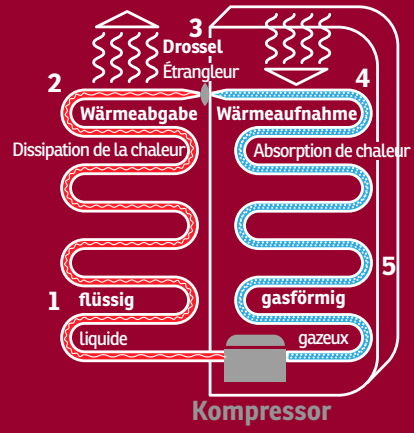 3
Drossel
Étrangleur
2
4
Wärmeabgabe
Wärmeaufnahme
Dissipation de la chaleur
Absorption de chaleur
5
1
flüssig
gasförmig
liquide
gazeux
Kompressor